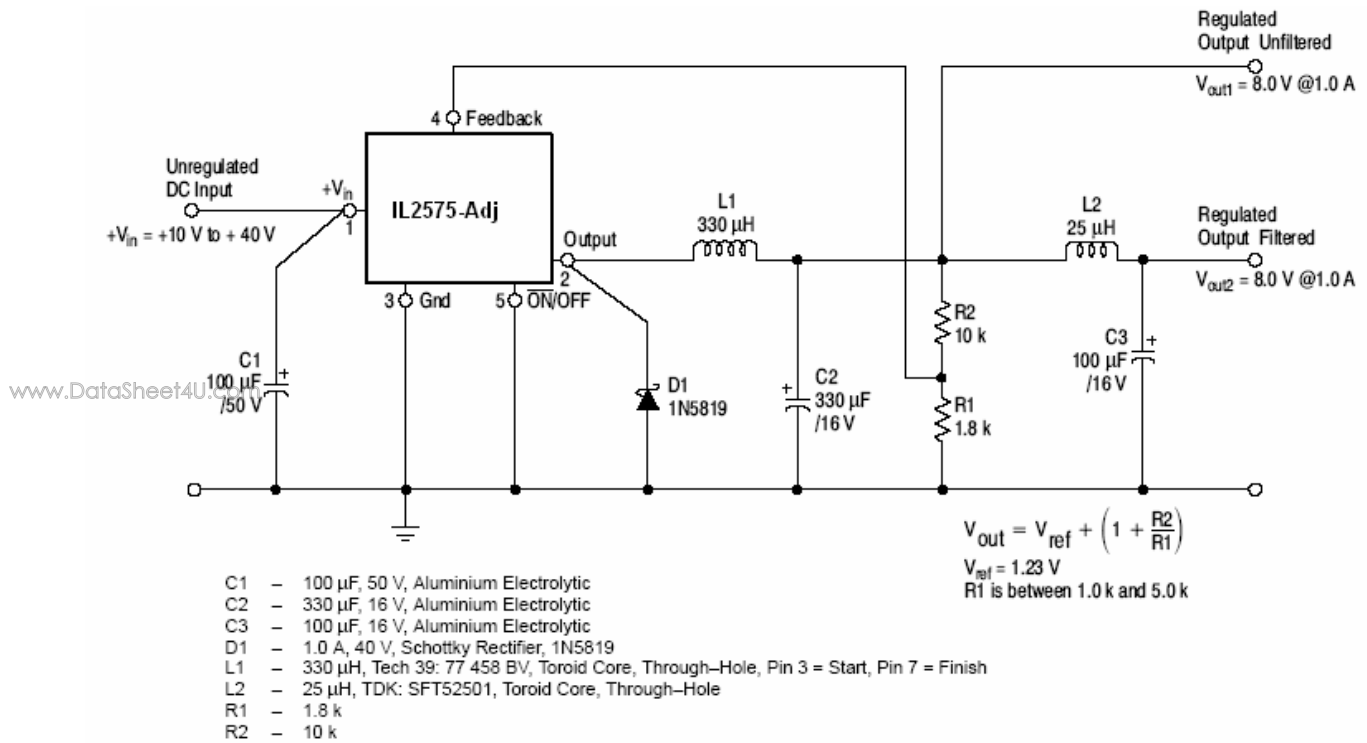 Regulated
Output Unfiltered
Vout1 = 8.0 V @1.0 A
4 Feedback
Unregulated
DC Input
+Vin
1
+Vin = +10 V to + 40 V
IL2575-Adj
L1
330 µH
L2
25 µH
Regulated
Output Filtered
Vout2 = 8.0 V @1.0 A
Output
2
3 Gnd
5 ON/OFF
R2
10 k
C1
100 µF
/50 V
+
www.DataSheet4U.com
D1
1N5819
+
C2
330 µF
/16 V
R1
1.8 k
C3
100 µF
/16 V
+
Vout = Vref + (1 + R2/R1)
Vref = 1.23 V
R1 is between 1.0 k and 5.0 k
C1 – 100 µF, 50 V, Aluminium Electrolytic
C2 – 330 µF, 16 V, Aluminium Electrolytic
C3 – 100 µF, 16 V, Aluminium Electrolytic
D1 – 1.0 A, 40 V, Schottky Rectifier, 1N5819
L1 – 330 µH, Tech 39: 77 458 BV, Toroid Core, Through–Hole, Pin 3 = Start, Pin 7 = Finish
L2 – 25 µH, TDK: SFT52501, Toroid Core, Through–Hole
R1 – 1.8 k
R2 – 10 k